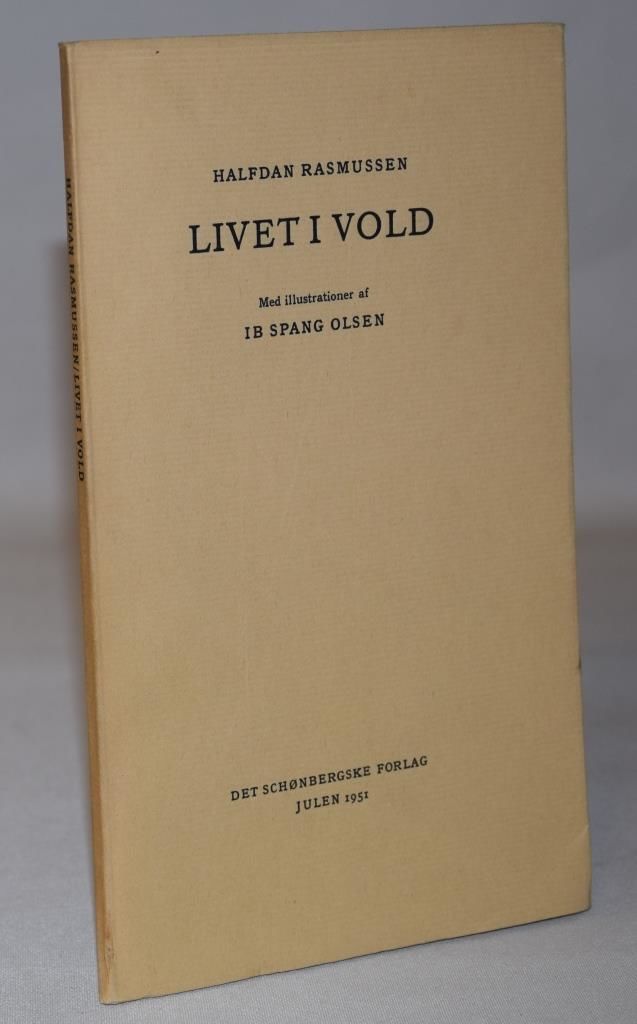 HALFDAN RASMUSSEN
LIVET I VOLD
Med illustrationer af
IB SPANG OLSEN
DET SCHØNBERGSKE FORLAG
JULEN 1951
HALFDAN RASMUSSEN/LIVET I VOLD